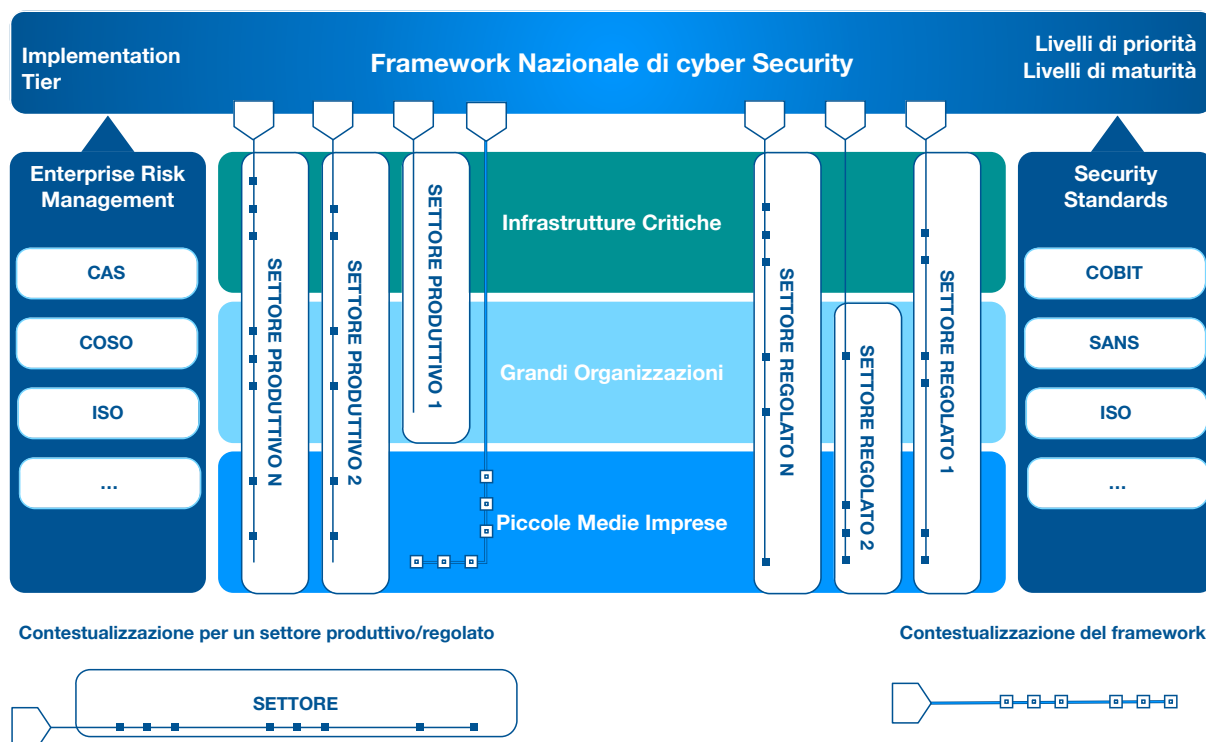 Implementation
Tier
Framework Nazionale di cyber Security
Livelli di priorità
Livelli di maturità
Enterprise Risk
Management
CAS
COSO
ISO
...
SETTORE PRODUTTIVO N
SETTORE PRODUTTIVO 2
SETTORE PRODUTTIVO 1
Infrastrutture Critiche
Grandi Organizzazioni
Piccole Medie Imprese
SETTORE REGOLATO N
SETTORE REGOLATO 2
SETTORE REGOLATO 1
Security
Standards
COBIT
SANS
ISO
...
Contestualizzazione per un settore produttivo/regolato
SETTORE
Contestualizzazione del framework